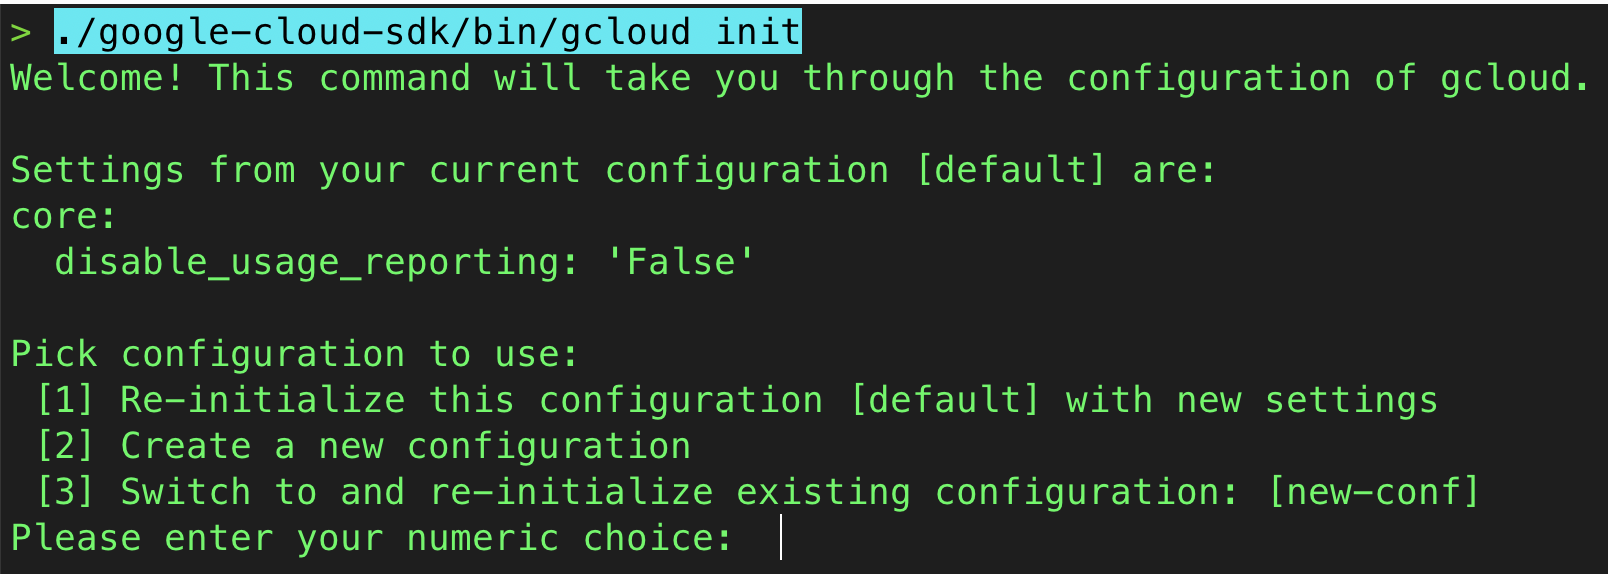 > ./google-cloud-sdk/bin/gcloud init
Welcome! This command will take you through the configuration of gcloud.
Settings from your current configuration [default] are:
core:
  disable_usage_reporting: 'False'
Pick configuration to use:
 [1] Re-initialize this configuration [default] with new settings
 [2] Create a new configuration
 [3] Switch to and re-initialize existing configuration: [new-conf]
Please enter your numeric choice: